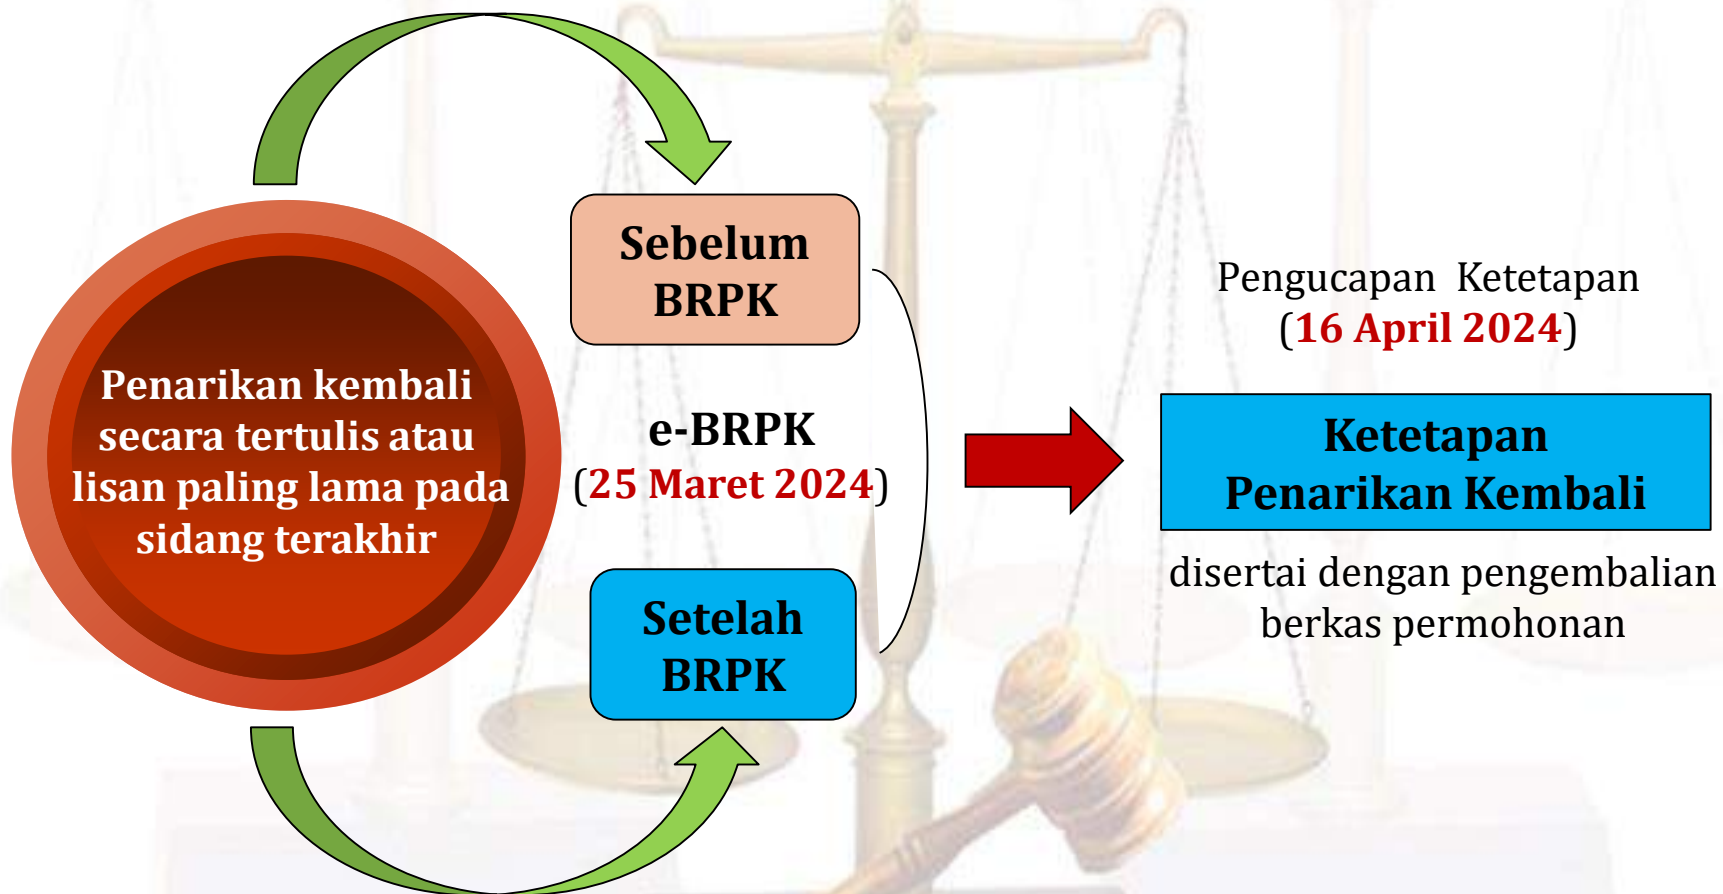 Penarikan kembali
secara tertulis atau
lisan paling lama pada
sidang terakhir
Sebelum
BRPK
e-BRPK
(25 Maret 2024)
Setelah
BRPK
Pengucapan Ketetapan
(16 April 2024)
Ketetapan
Penarikan Kembali
disertai dengan pengembalian
berkas permohonan